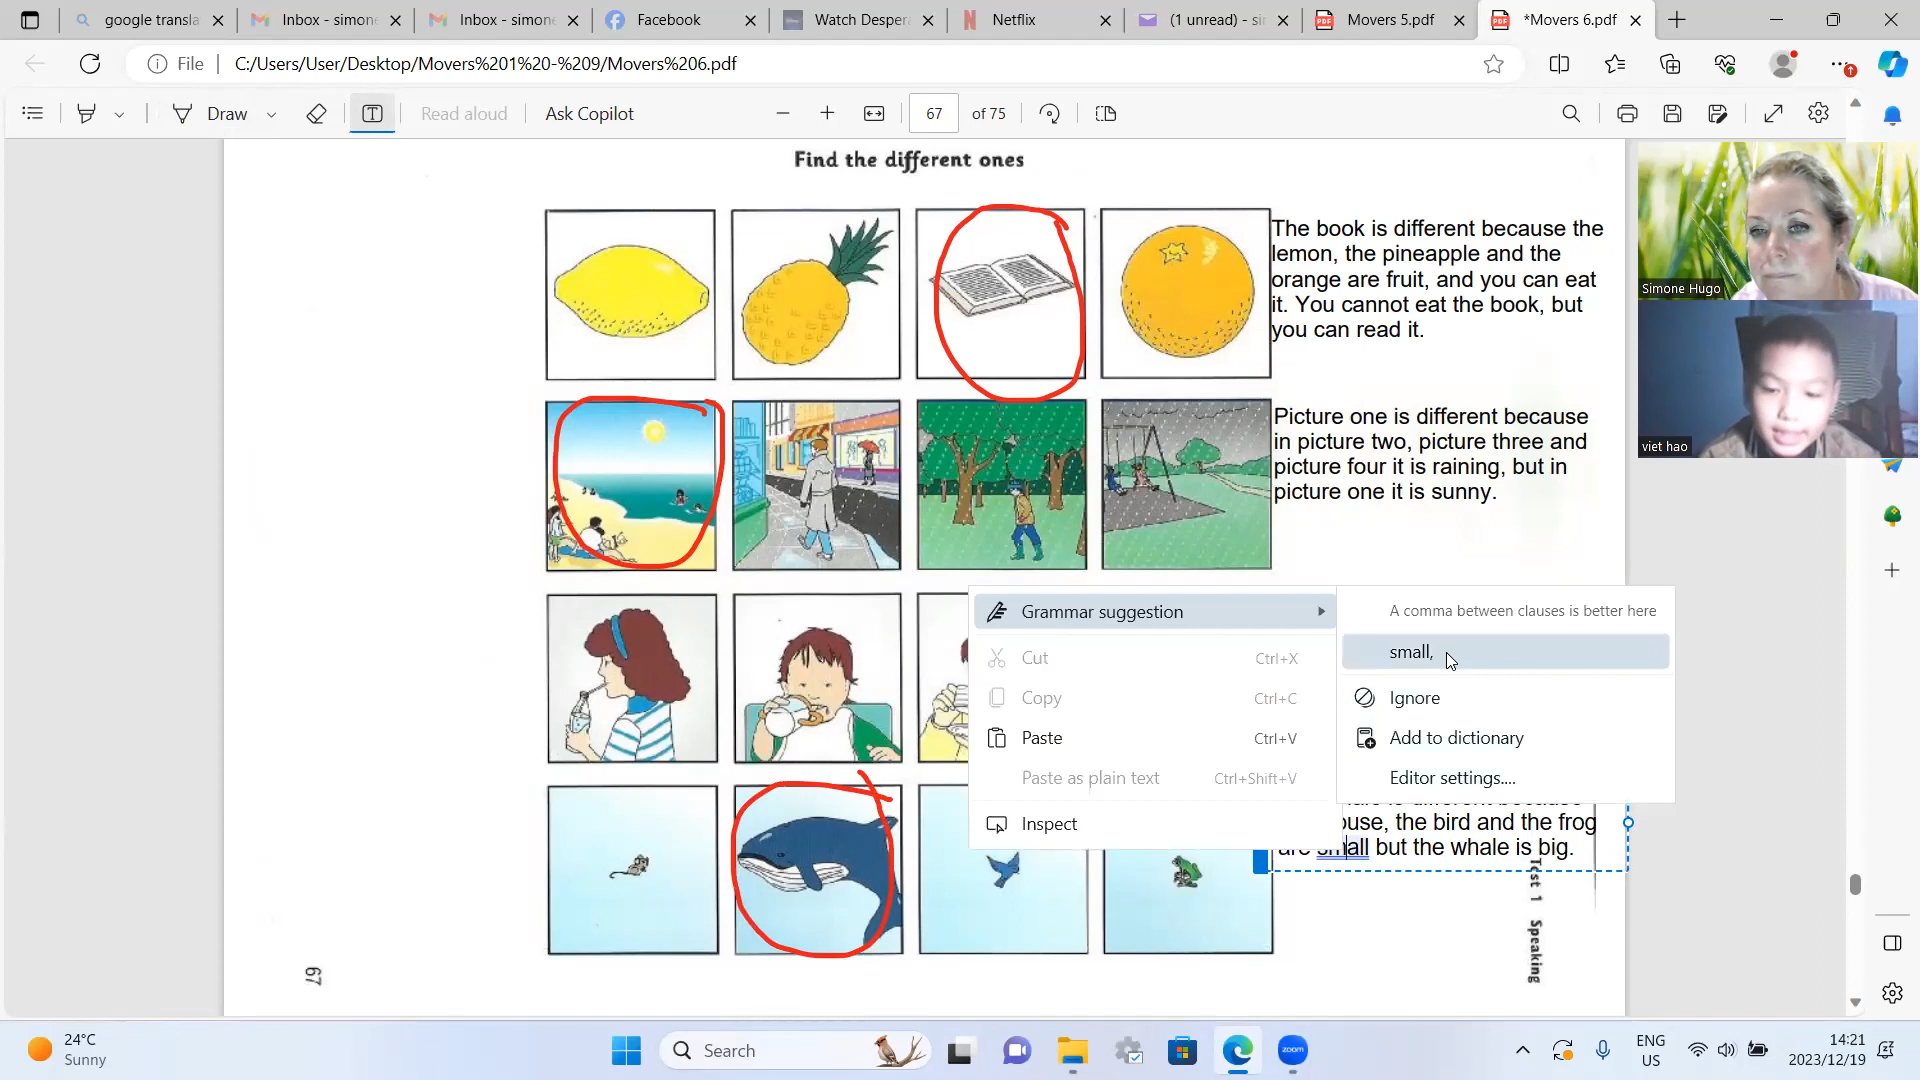 google transla
Inbox - simone
Inbox - simone
Facebook
Watch Despera
Netflix
(1 unread) - sin
Movers 5.pdf
*Movers 6.pdf
File
C:/Users/User/Desktop/Movers%201%20-%209/Movers%206.pdf
Draw
Read aloud
Ask Copilot
67
of 75
Find the different ones
The book is different because the
lemon, the pineapple and the
orange are fruit, and you can eat
it. You cannot eat the book, but
you can read it.
Simone Hugo
viet hao
Picture one is different because
in picture two, picture three and
picture four it is raining, but in
picture one it is sunny.
Grammar suggestion
A comma between clauses is better here
small,
Cut Ctrl+X
Ignore
Copy Ctrl+C
Paste Ctrl+V
Add to dictionary
Paste as plain text Ctrl+Shift+V
Editor settings....
Inspect
ouse, the bird and the frog
are small but the whale is big.
Test 1 Speaking
67
24°C
Sunny
Search
zoom
ENG
US
14:21
2023/12/19